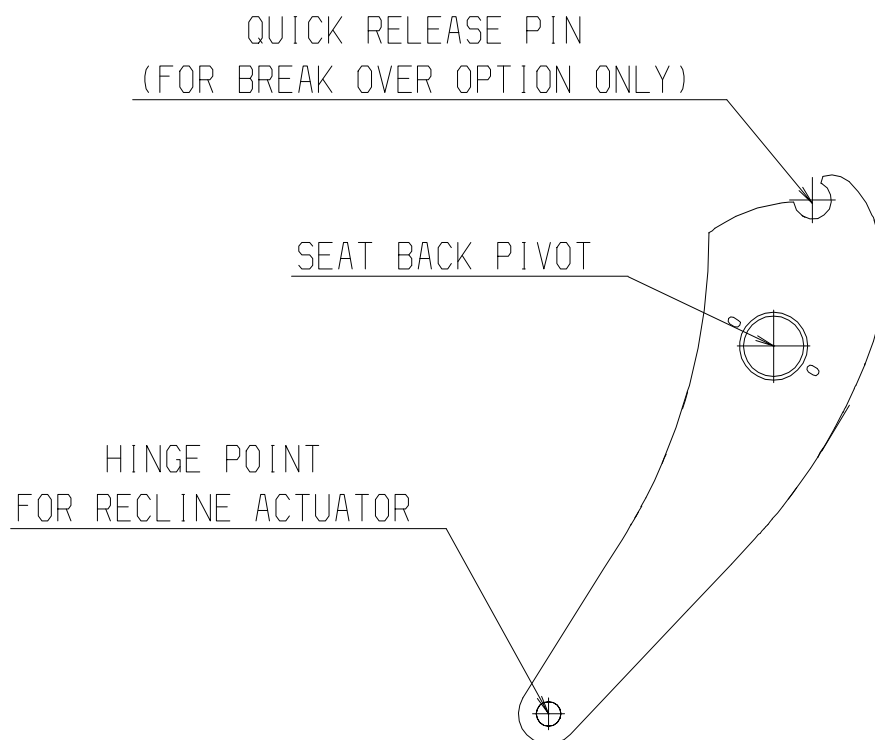 QUICK RELEASE PIN
(FOR BREAK OVER OPTION ONLY)
SEAT BACK PIVOT
HINGE POINT
FOR RECLINE ACTUATOR